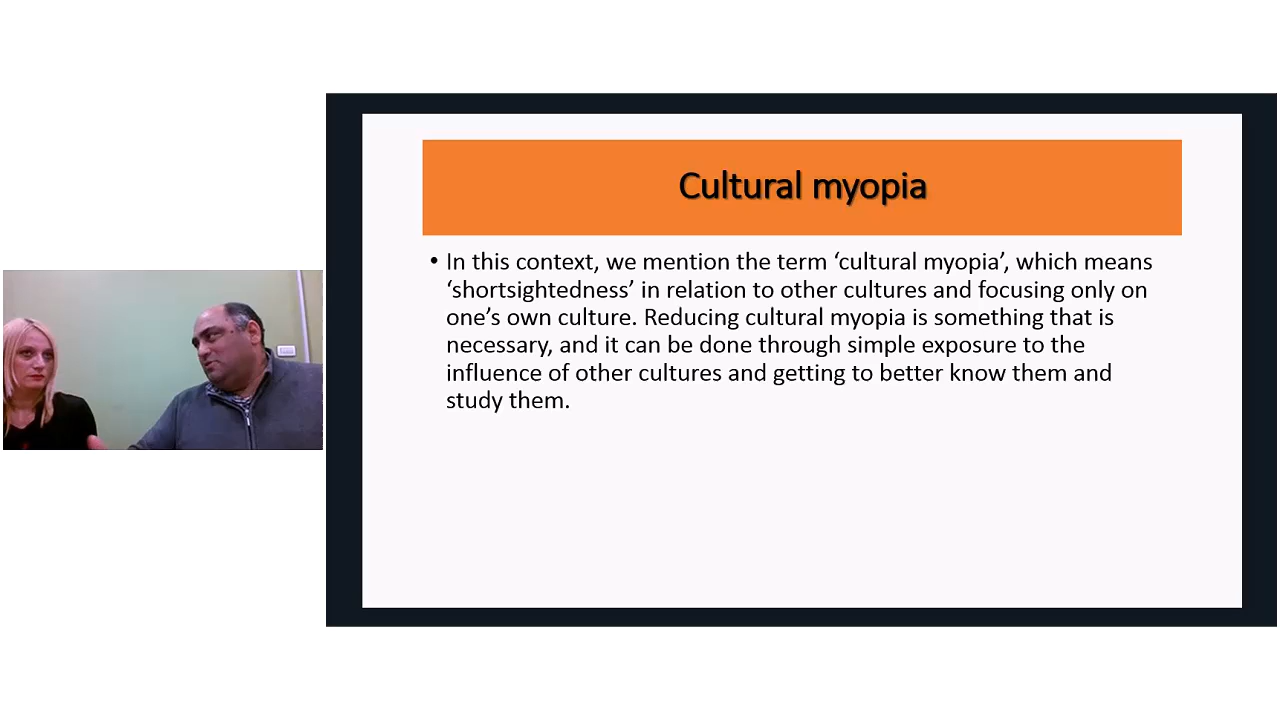 Cultural myopia
• In this context, we mention the term ‘cultural myopia’, which means
‘shortsightedness’ in relation to other cultures and focusing only on
one’s own culture. Reducing cultural myopia is something that is
necessary, and it can be done through simple exposure to the
influence of other cultures and getting to better know them and
study them.